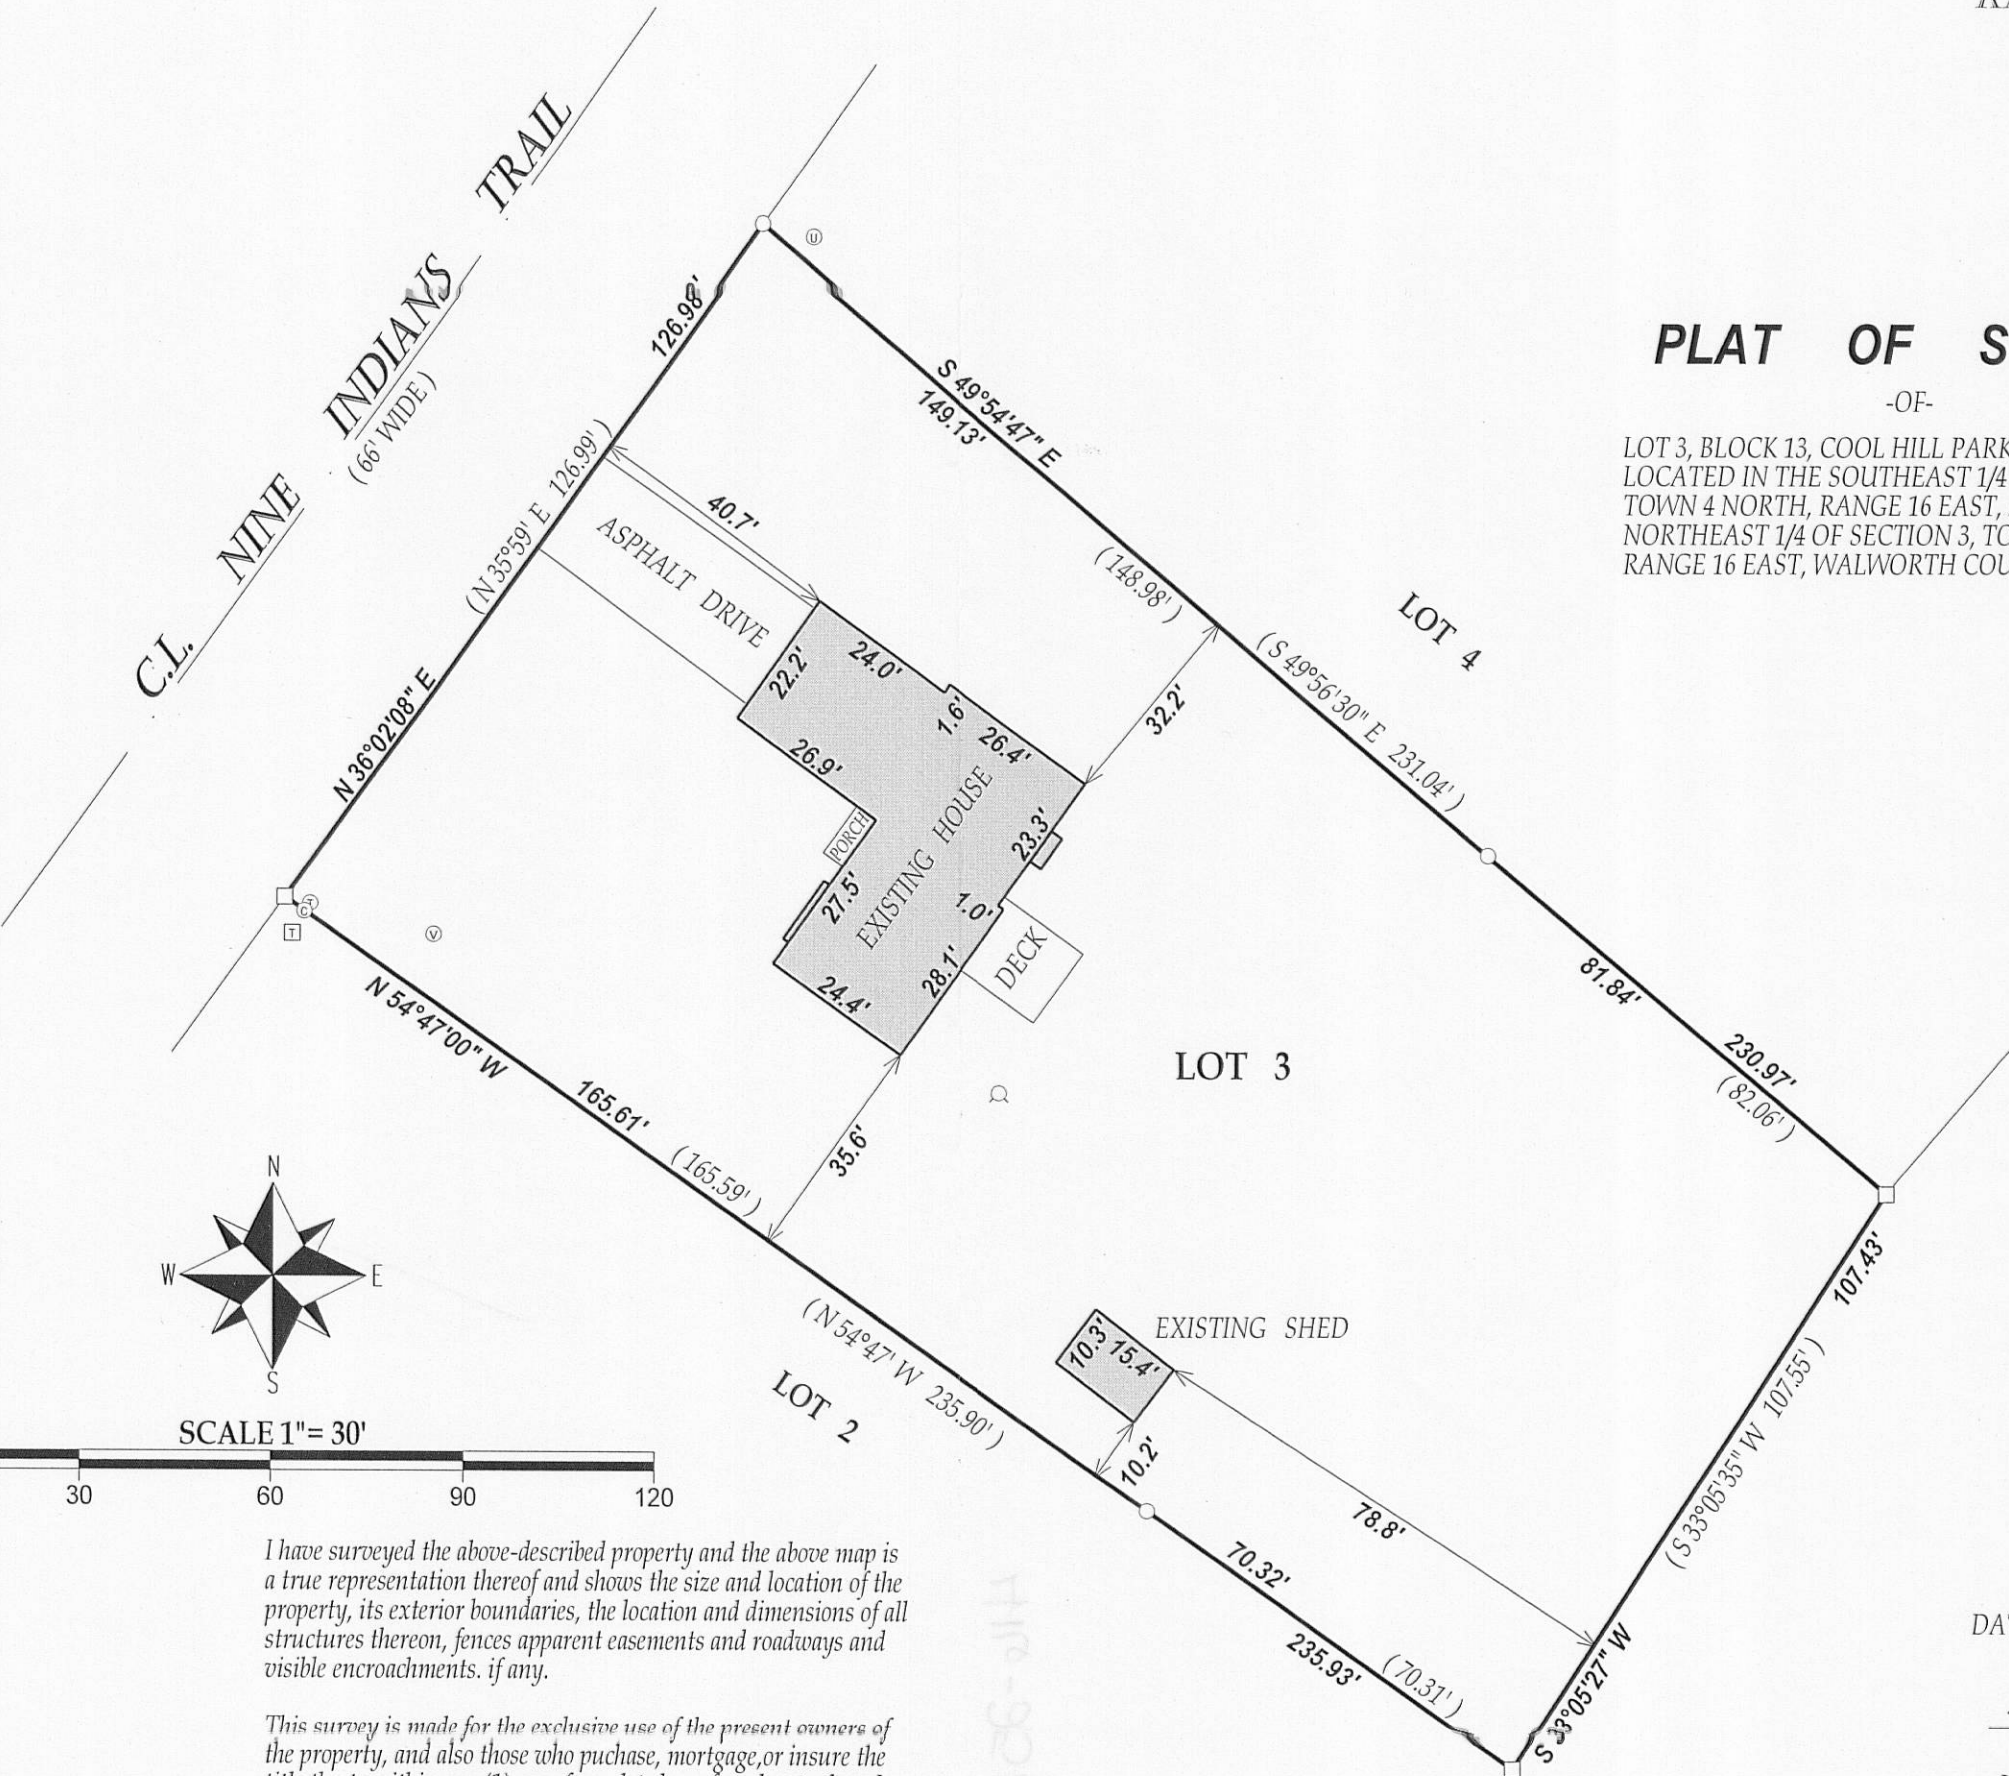 C.L. NINE INDIANS TRAIL
( 66' WIDE )
U
126.98'
( N 35°59' E 126.99' )
N 36°02'08" E
S 49°54'47" E
149.13'
( 148.98' )
( S 49°56'30" E 231.04' )
LOT 4
81.84'
230.97'
( 82.06' )
PLAT OF S
-OF-
LOT 3, BLOCK 13, COOL HILL PARK
LOCATED IN THE SOUTHEAST 1/4
TOWN 4 NORTH, RANGE 16 EAST,
NORTHEAST 1/4 OF SECTION 3, TO
RANGE 16 EAST, WALWORTH COU
40.7'
ASPHALT DRIVE
22.2'
24.0'
1.6'
26.4'
32.2'
26.9'
PORCH
EXISTING HOUSE
23.3'
27.5'
1.0'
28.1'
24.4'
DECK
35.6'
LOT 3
C
T
V
N 54°47'00" W
165.61'
( 165.59' )
( N 54°47' W 235.90' )
LOT 2
EXISTING SHED
10.3'
15.4'
10.2'
78.8'
70.32'
235.93'
( 70.31' )
107.43'
( S 33°05'35" W 107.55' )
S 33°05'27" W
N
W E
S
SCALE 1"= 30'
30 60 90 120
I have surveyed the above-described property and the above map is
a true representation thereof and shows the size and location of the
property, its exterior boundaries, the location and dimensions of all
structures thereon, fences apparent easements and roadways and
visible encroachments. if any.
This survey is made for the exclusive use of the present owners of
the property, and also those who puchase, mortgage,or insure the
DA